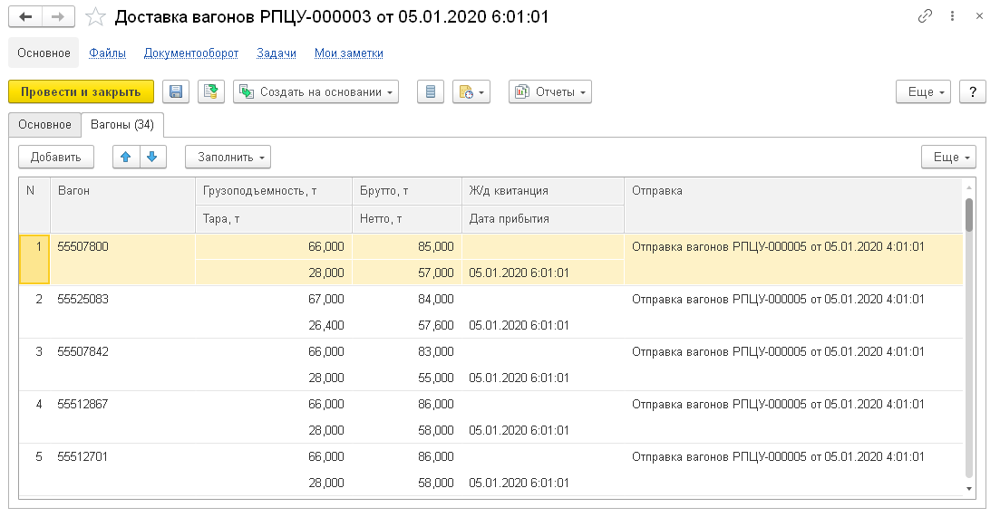 Доставка вагонов РПЦУ-000003 от 05.01.2020 6:01:01
Основное Файлы Документооборот Задачи Мои заметки
Провести и закрыть Создать на основании Отчеты Еще ?
Основное Вагоны (34)
Добавить Заполнить Еще
N Вагон Грузоподъемность, т Брутто, т Ж/д квитанция Отправка
Тара, т Нетто, т Дата прибытия
1 55507800 66,000 85,000 Отправка вагонов РПЦУ-000005 от 05.01.2020 4:01:01
28,000 57,000 05.01.2020 6:01:01
2 55525083 67,000 84,000 Отправка вагонов РПЦУ-000005 от 05.01.2020 4:01:01
26,400 57,600 05.01.2020 6:01:01
3 55507842 66,000 83,000 Отправка вагонов РПЦУ-000005 от 05.01.2020 4:01:01
28,000 55,000 05.01.2020 6:01:01
4 55512867 66,000 86,000 Отправка вагонов РПЦУ-000005 от 05.01.2020 4:01:01
28,000 58,000 05.01.2020 6:01:01
5 55512701 66,000 86,000 Отправка вагонов РПЦУ-000005 от 05.01.2020 4:01:01
28,000 58,000 05.01.2020 6:01:01